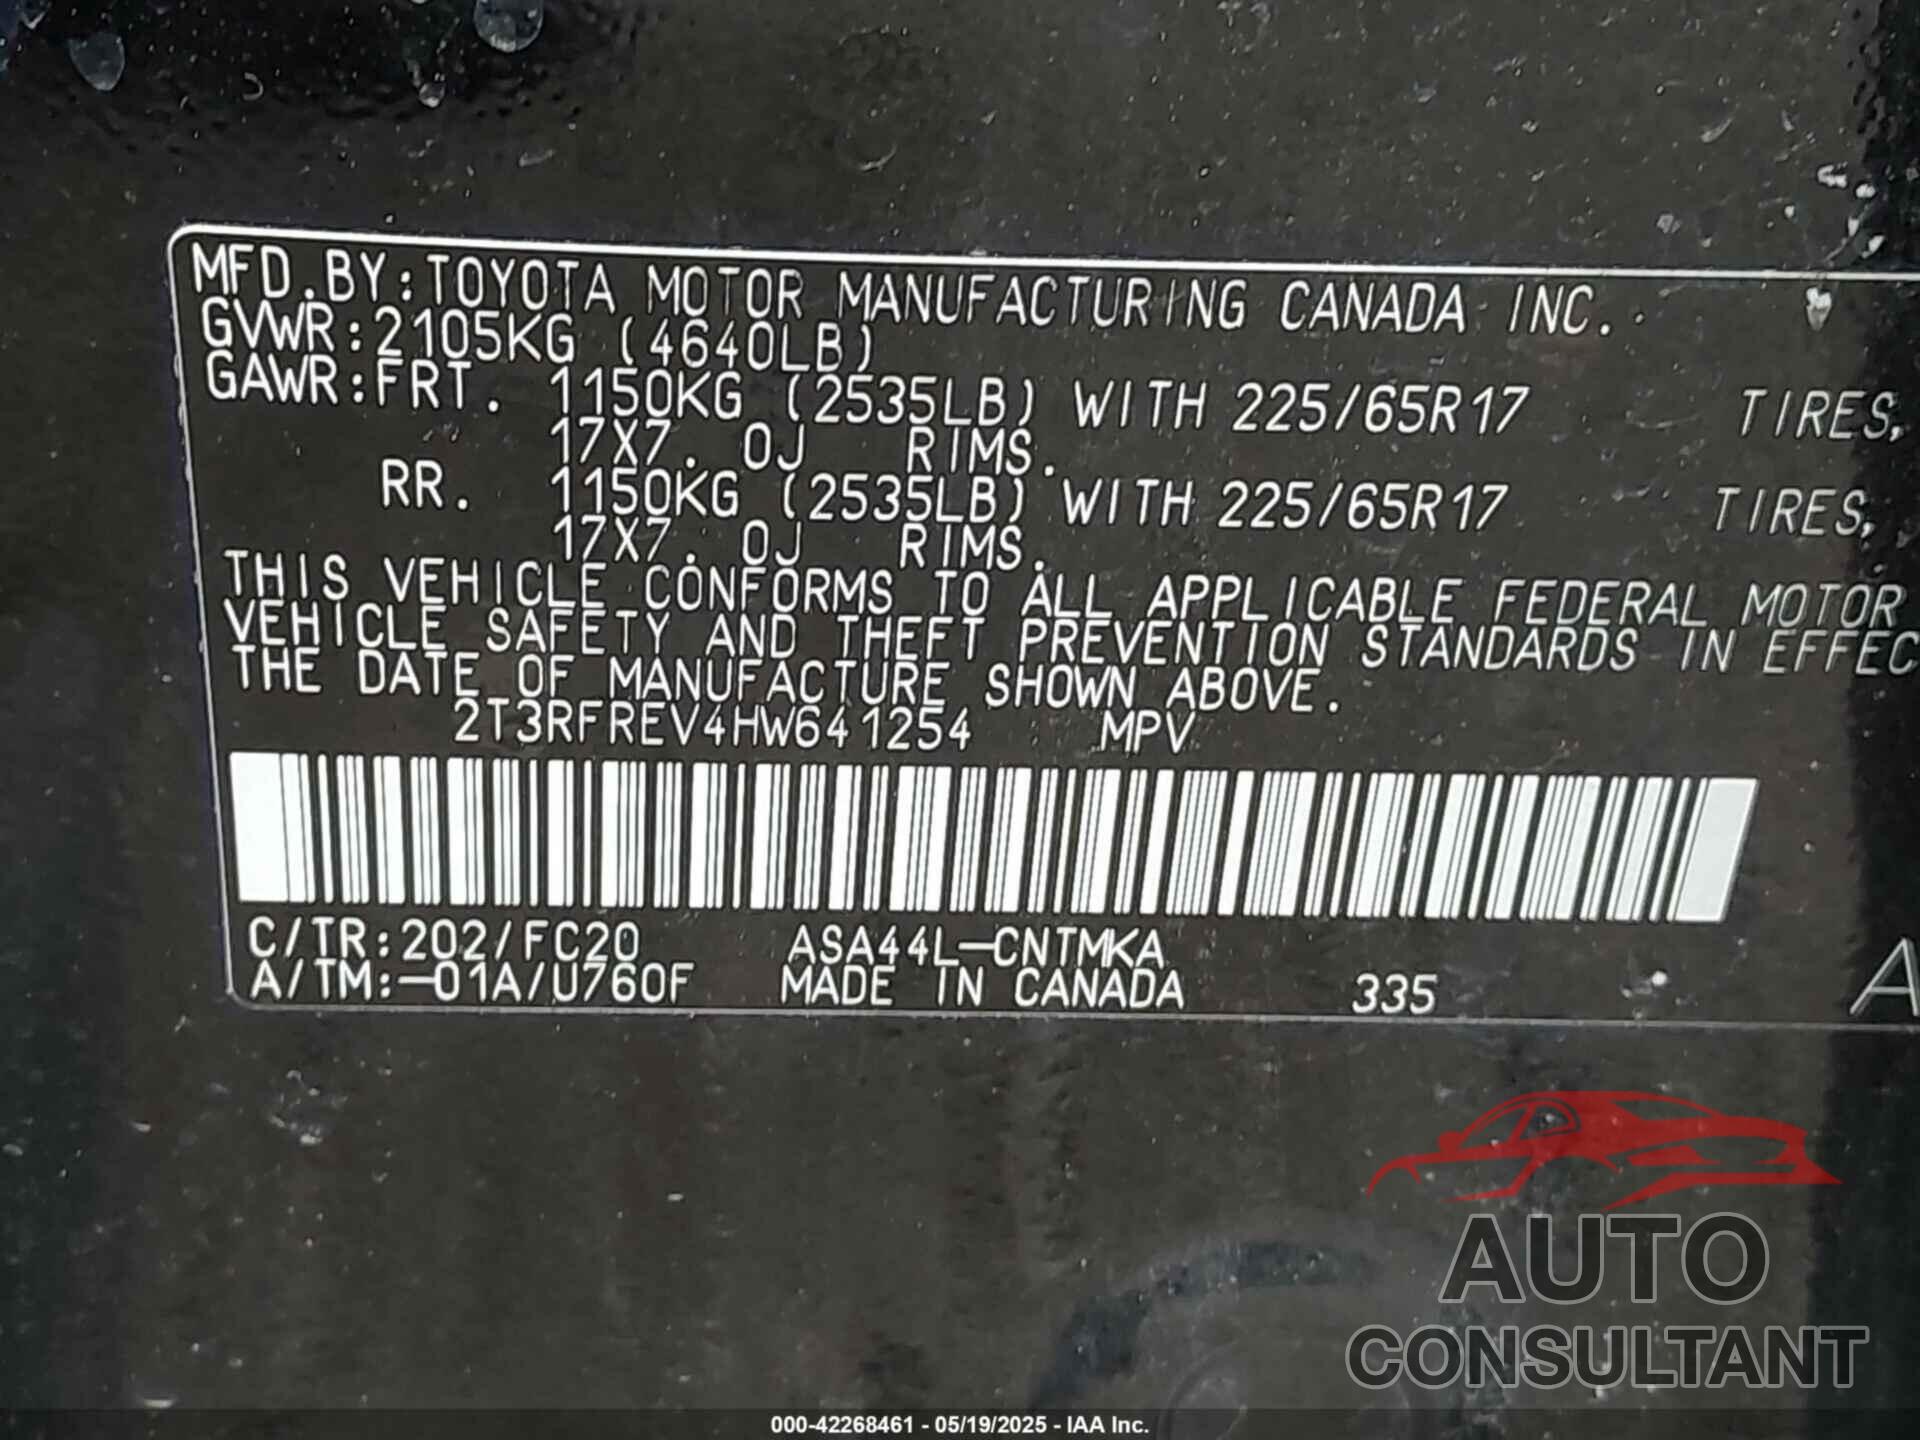 MFD.BY:TOYOTA MOTOR MANUFACTURING CANADA INC.
GVWR:2105KG (4640LB)
GAWR:FRT. 1150KG (2535LB) WITH 225/65R17 TIRES,
17X7.0J RIMS.
RR. 1150KG (2535LB) WITH 225/65R17 TIRES,
17X7.0J RIMS.
THIS VEHICLE CONFORMS TO ALL APPLICABLE FEDERAL MOTOR
VEHICLE SAFETY AND THEFT PREVENTION STANDARDS IN EFFEC
THE DATE OF MANUFACTURE SHOWN ABOVE.
2T3RFREV4HW641254 MPV
C/TR:202/FC20 ASA44L-CNTMKA
A/TM:-01A/U760F MADE IN CANADA 335 A
AUTO
CONSULTANT
000-42268461 - 05/19/2025 - IAA Inc.